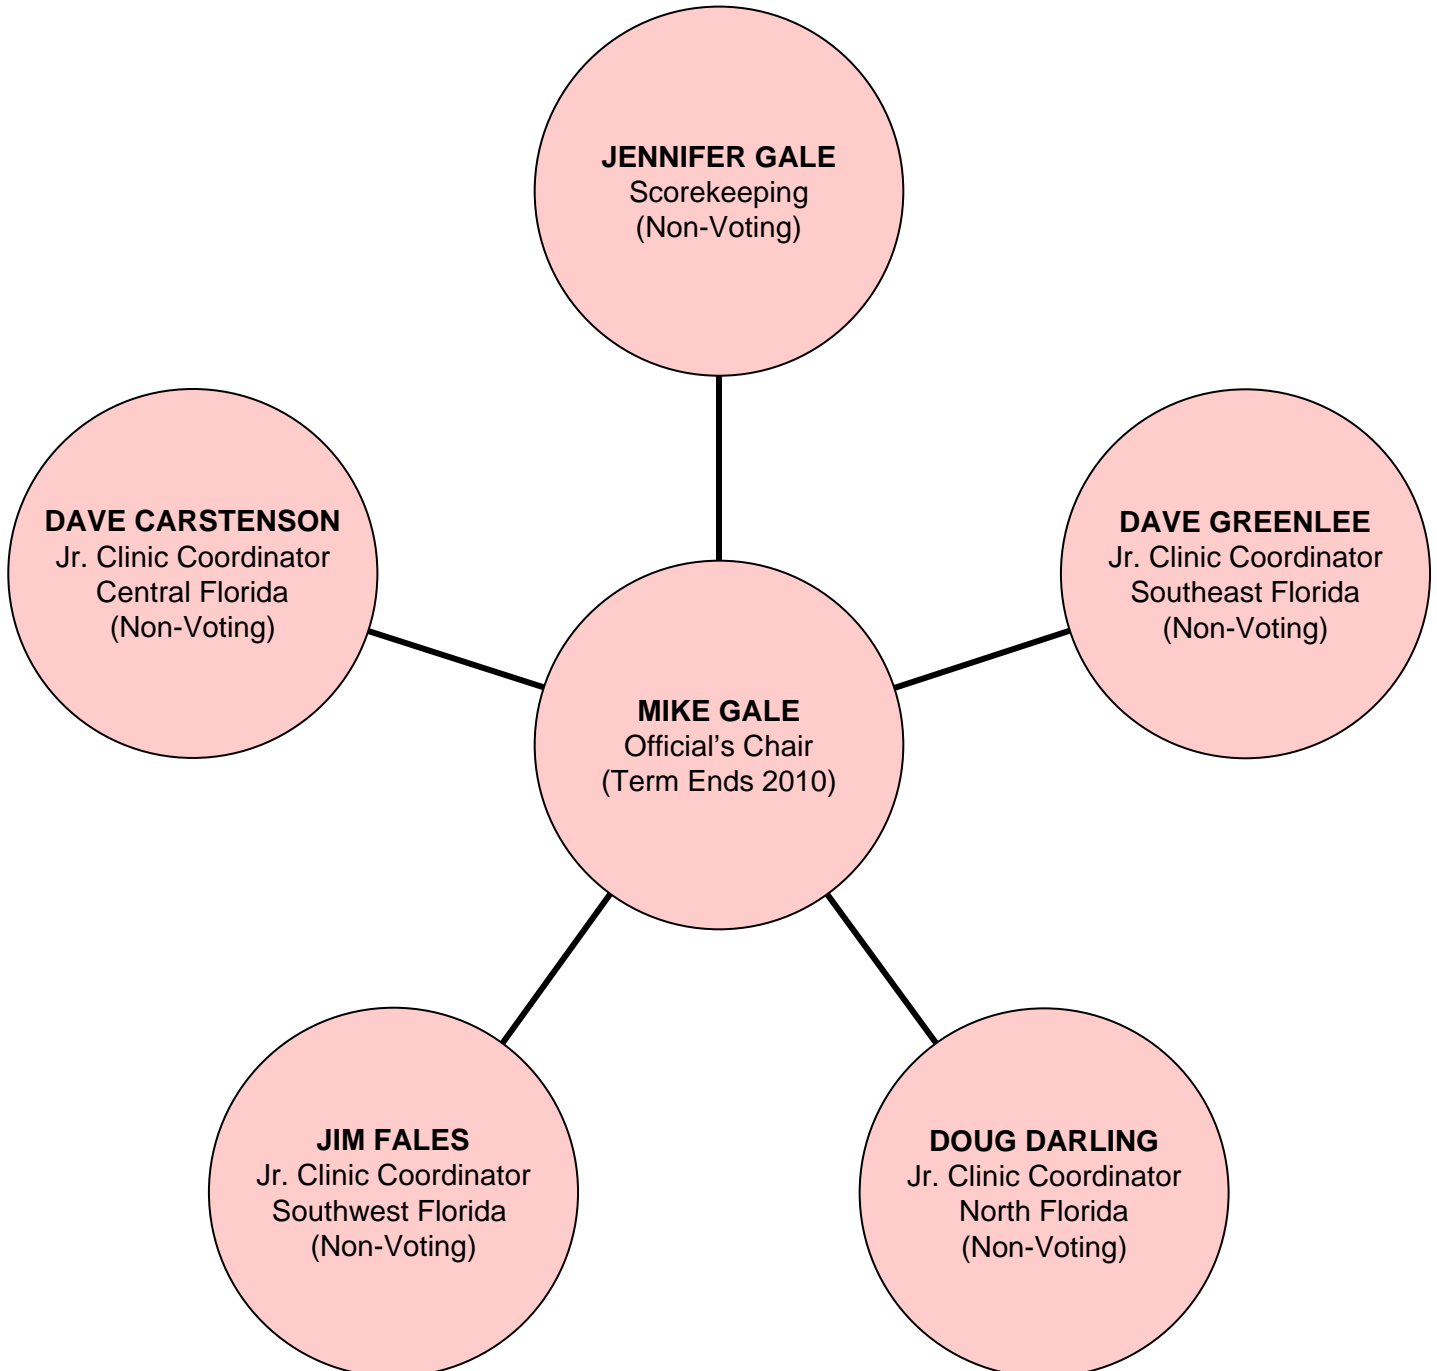 JENNIFER GALE
Scorekeeping
(Non-Voting)
DAVE CARSTENSON
Jr. Clinic Coordinator
Central Florida
(Non-Voting)
DAVE GREENLEE
Jr. Clinic Coordinator
Southeast Florida
(Non-Voting)
MIKE GALE
Official’s Chair
(Term Ends 2010)
JIM FALES
Jr. Clinic Coordinator
Southwest Florida
(Non-Voting)
DOUG DARLING
Jr. Clinic Coordinator
North Florida
(Non-Voting)